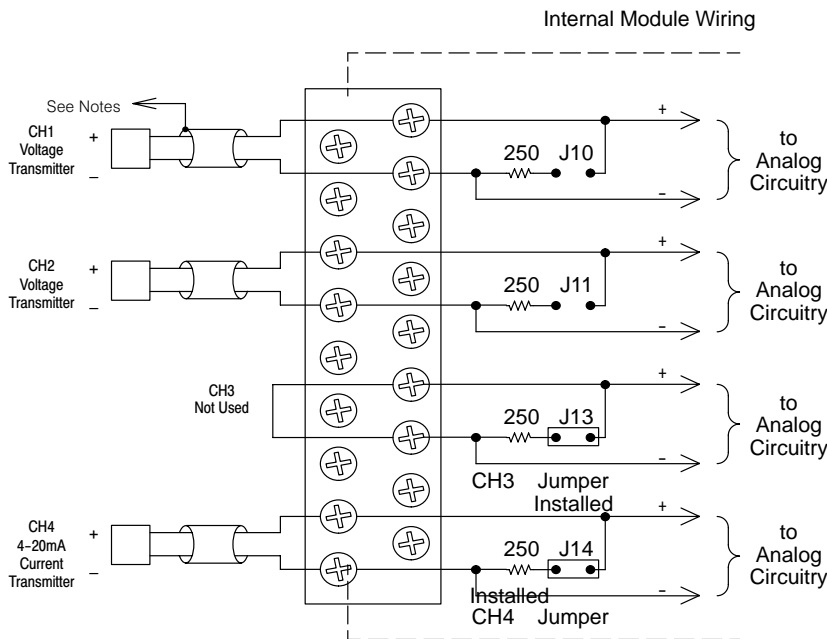 Internal Module Wiring
See Notes
CH1
Voltage
Transmitter
+
–
250 J10
+
–
to
Analog
Circuitry
CH2
Voltage
Transmitter
+
–
250 J11
+
–
to
Analog
Circuitry
CH3
Not Used
250 J13
+
–
to
Analog
Circuitry
CH3 Jumper
Installed
CH4
4–20mA
Current
Transmitter
+
–
250 J14
+
–
to
Analog
Circuitry
Installed
CH4 Jumper